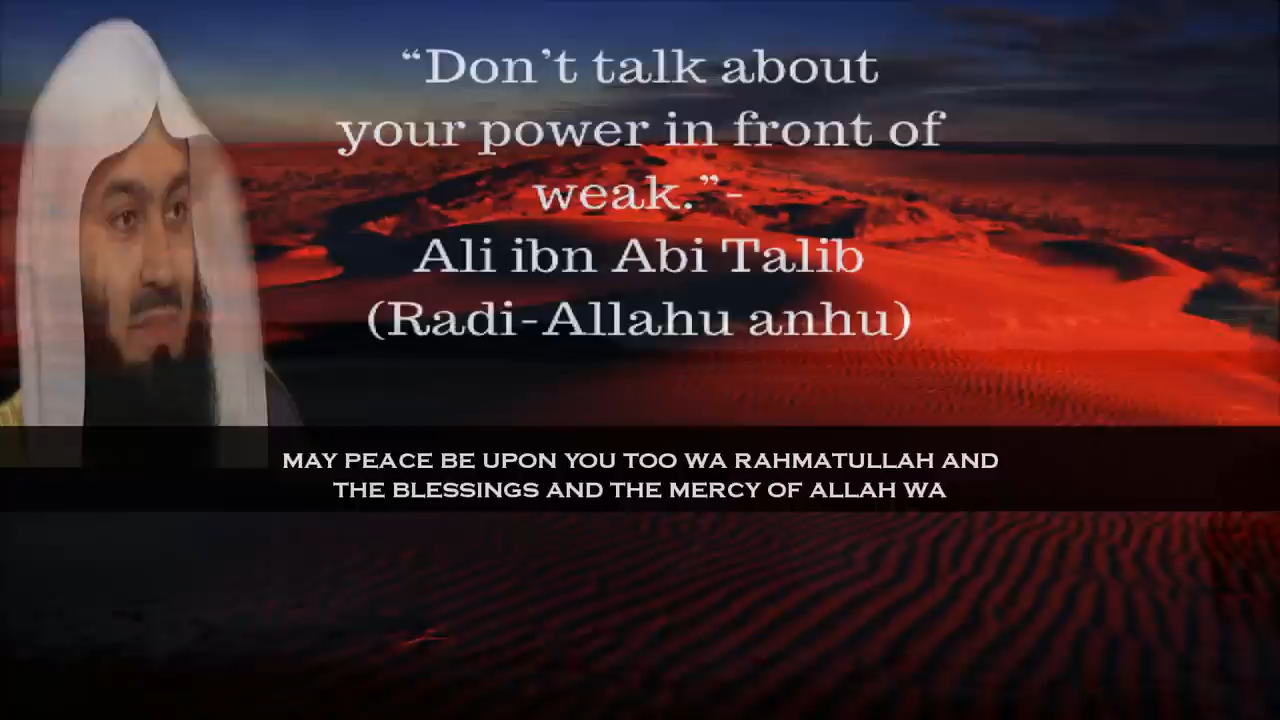 “Don’t talk about
your power in front of
weak.”-
Ali ibn Abi Talib
(Radi-Allahu anhu)
MAY PEACE BE UPON YOU TOO WA RAHMATULLAH AND
THE BLESSINGS AND THE MERCY OF ALLAH WA